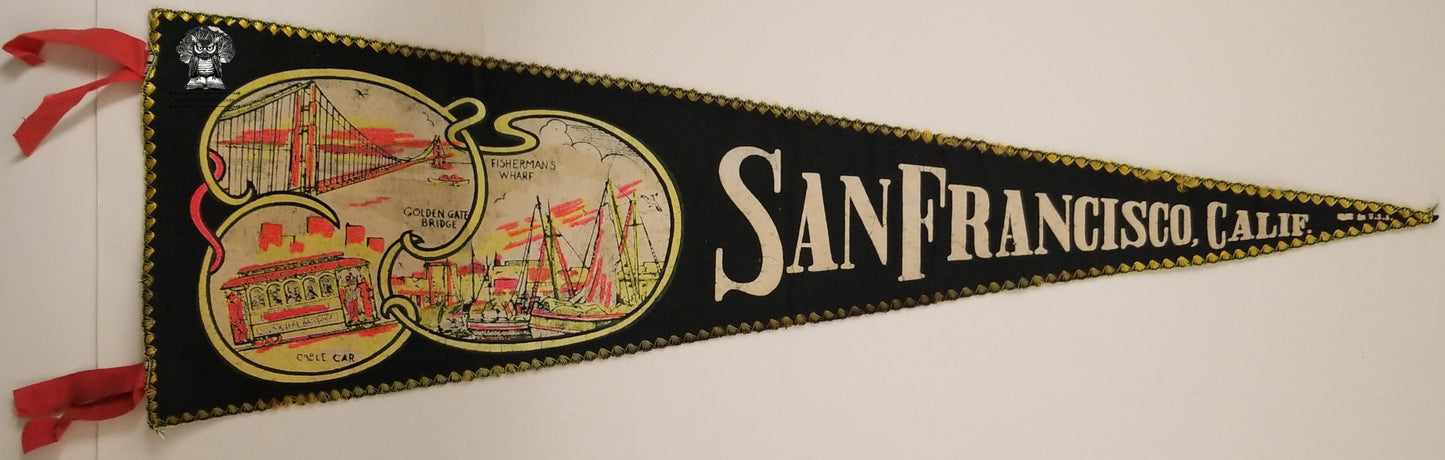 FISHERMANS
WHARF
GOLDEN GATE
BRIDGE
CABLE CAR
SAN FRANCISCO, CALIF.